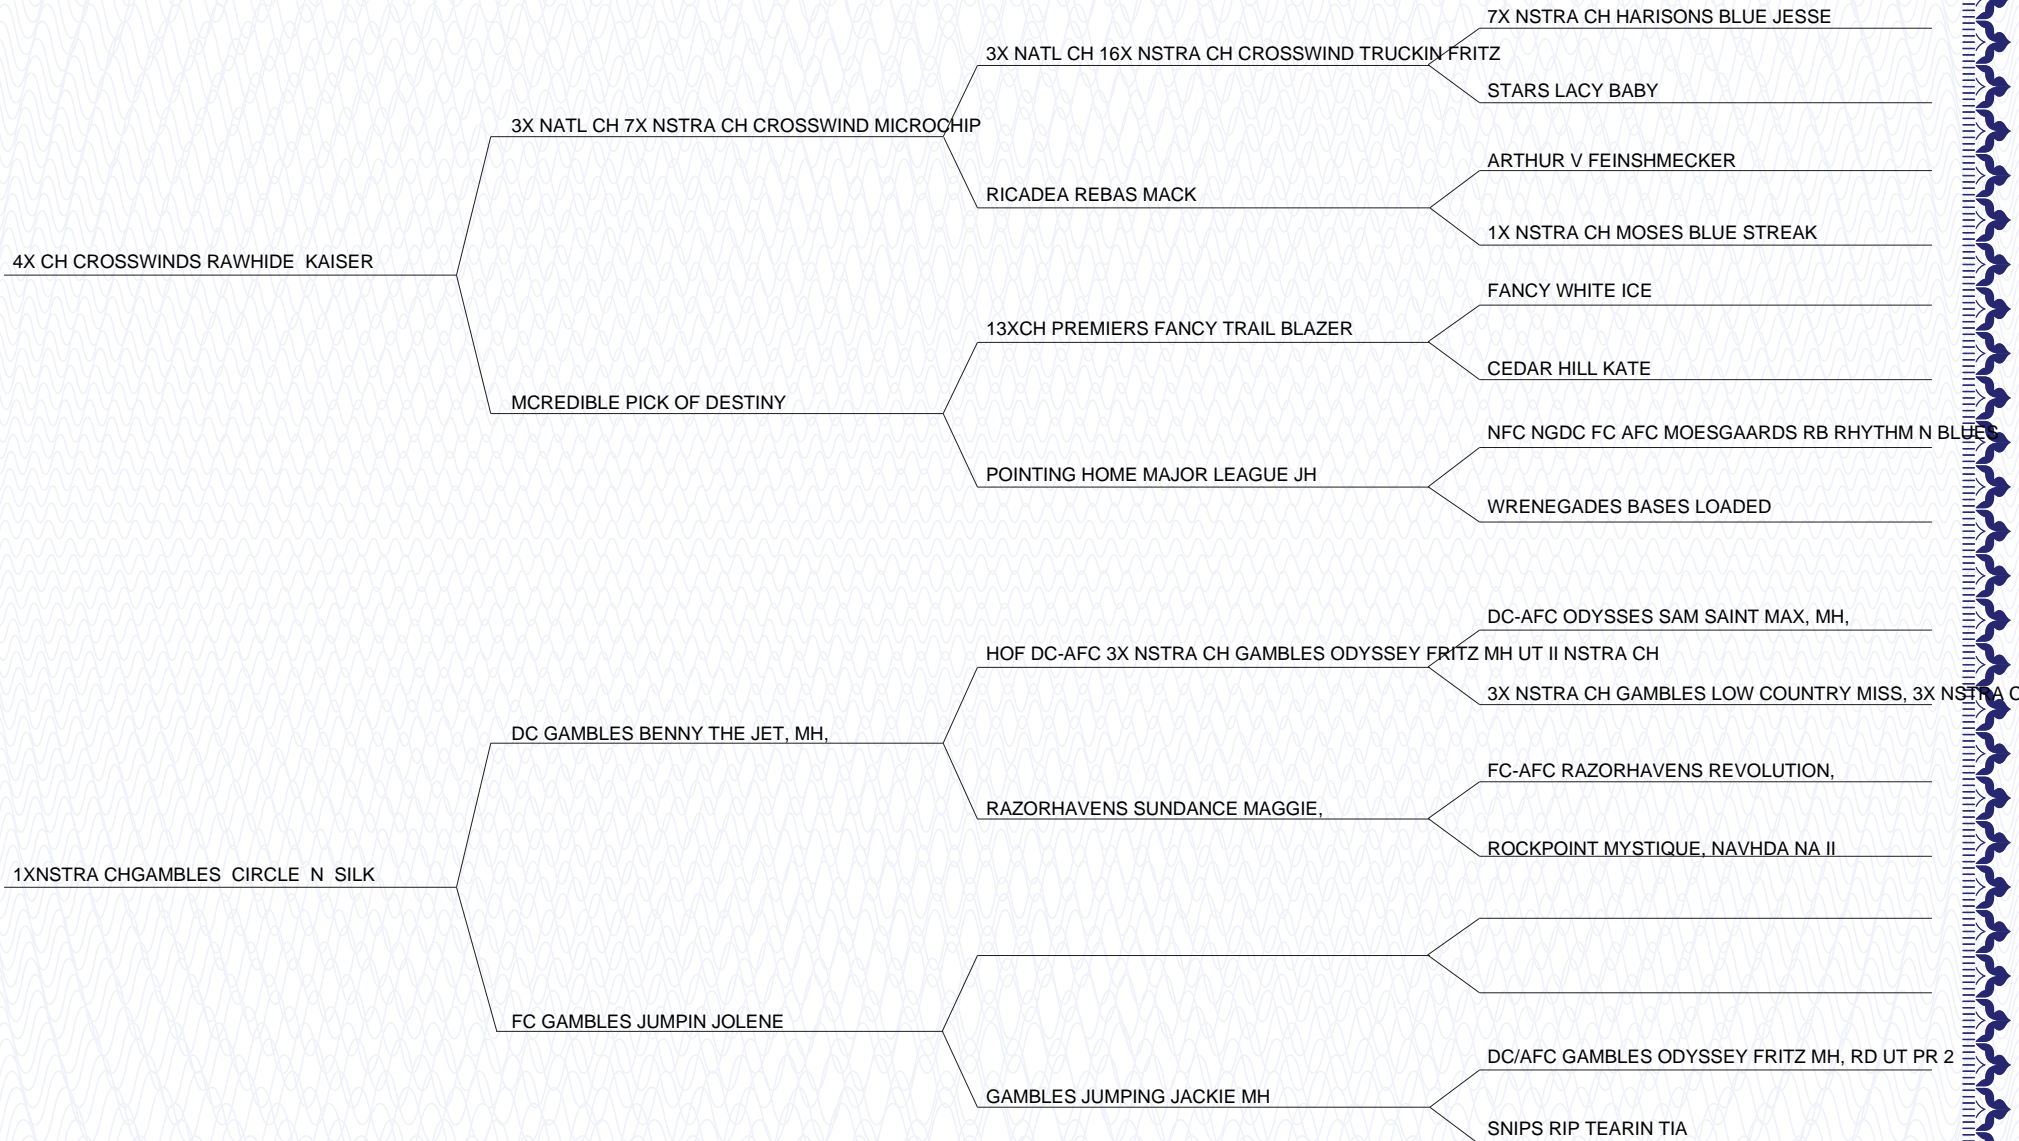 7X NSTRA CH HARISONS BLUE JESSE
3X NATL CH 16X NSTRA CH CROSSWIND TRUCKIN FRITZ
STARS LACY BABY
3X NATL CH 7X NSTRA CH CROSSWIND MICROCHIP
ARTHUR V FEINSHMECKER
RICADEA REBAS MACK
1X NSTRA CH MOSES BLUE STREAK
4X CH CROSSWINDS RAWHIDE  KAISER
FANCY WHITE ICE
13XCH PREMIERS FANCY TRAIL BLAZER
CEDAR HILL KATE
MCREDIBLE PICK OF DESTINY
NFC NGDC FC AFC MOESGAARDS RB RHYTHM N BLUES
POINTING HOME MAJOR LEAGUE JH
WRENEGADES BASES LOADED
DC-AFC ODYSSES SAM SAINT MAX, MH,
HOF DC-AFC 3X NSTRA CH GAMBLES ODYSSEY FRITZ MH UT II NSTRA CH
3X NSTRA CH GAMBLES LOW COUNTRY MISS, 3X NSTRA C
DC GAMBLES BENNY THE JET, MH,
FC-AFC RAZORHAVENS REVOLUTION,
RAZORHAVENS SUNDANCE MAGGIE,
ROCKPOINT MYSTIQUE, NAVHDA NA II
1XNSTRA CHGAMBLES  CIRCLE  N  SILK
FC GAMBLES JUMPIN JOLENE
DC/AFC GAMBLES ODYSSEY FRITZ MH, RD UT PR 2
GAMBLES JUMPING JACKIE MH
SNIPS RIP TEARIN TIA